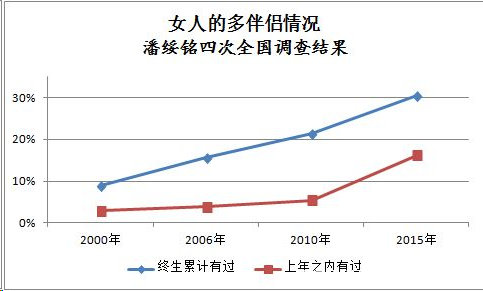 女人的多伴侣情况
潘绥铭四次全国调查结果
30%
20%
10%
0%
2000年 2006年 2010年 2015年
终生累计有过 上年之内有过